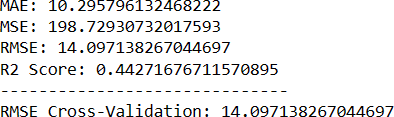 MAE: 10.295796132468222
MSE: 198.72930732017593
RMSE: 14.097138267044697
R2 Score: 0.44271676711570895
------------------------------
RMSE Cross-Validation: 14.097138267044697